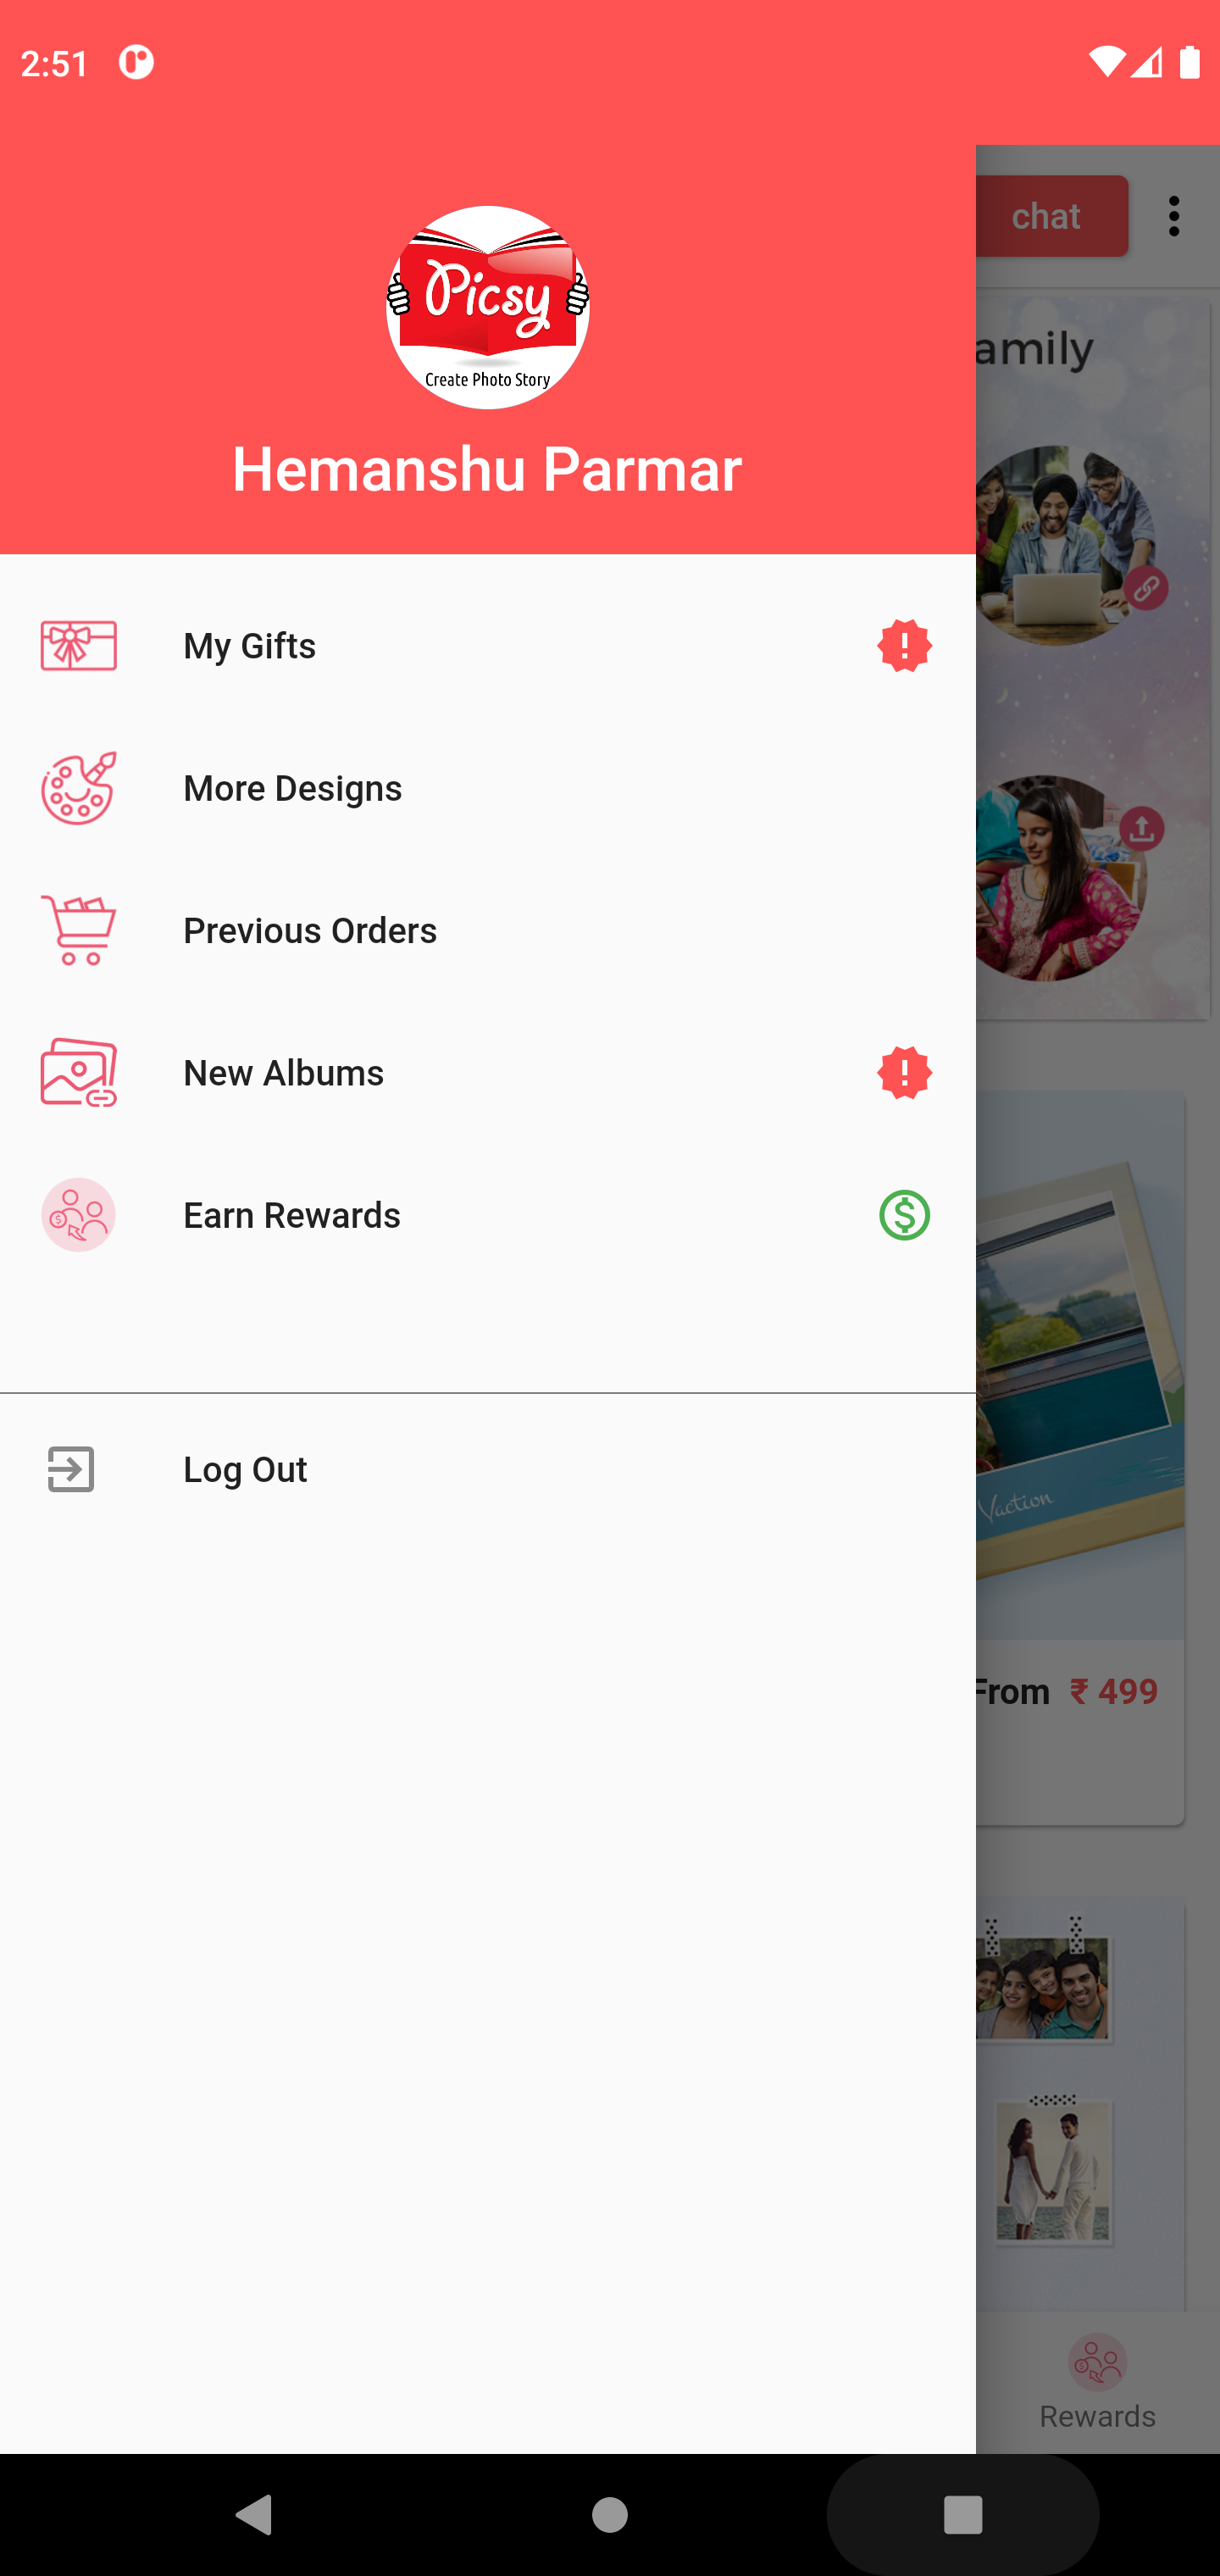 2:51
chat
Picsy
Create Photo Story
amily
Hemanshu Parmar
My Gifts
More Designs
Previous Orders
New Albums
Earn Rewards
Log Out
Vaction
From ₹ 499
Rewards